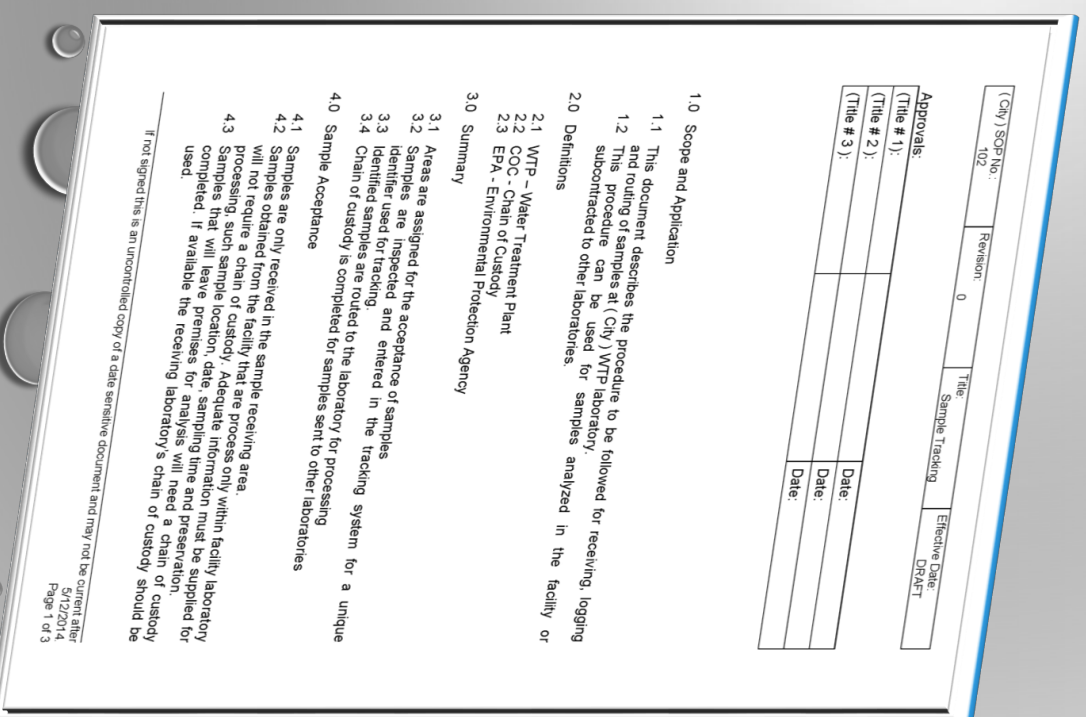 ( City ) SOP No.:
102
Revision:
0
Title:
Sample Tracking
Effective Date:
DRAFT
Approvals:
(Title # 1):
Date:
(Title # 2 ):
Date:
(Title # 3 ):
Date:
1.0 Scope and Application
1.1 This document describes the procedure to be followed for receiving, logging
and routing of samples at ( City ) WTP laboratory.
1.2 This procedure can be used for samples analyzed in the facility or
subcontracted to other laboratories.
2.0 Definitions
2.1 WTP – Water Treatment Plant
2.2 COC - Chain of Custody
2.3 EPA - Environmental Protection Agency
3.0 Summary
3.1 Areas are assigned for the acceptance of samples
3.2 Samples are inspected and entered in the tracking system for a unique
identifier used for tracking.
3.3 Identified samples are routed to the laboratory for processing
3.4 Chain of custody is completed for samples sent to other laboratories
4.0 Sample Acceptance
4.1 Samples are only received in the sample receiving area.
4.2 Samples obtained from the facility that are process only within facility laboratory
will not require a chain of custody. Adequate information must be supplied for
processing, such sample location, date, sampling time and preservation.
4.3 Samples that will leave premises for analysis will need a chain of custody
completed. If available the receiving laboratory's chain of custody should be
used.
If not signed this is an uncontrolled copy of a date sensitive document and may not be current after
5/12/2014.
Page 1 of 3